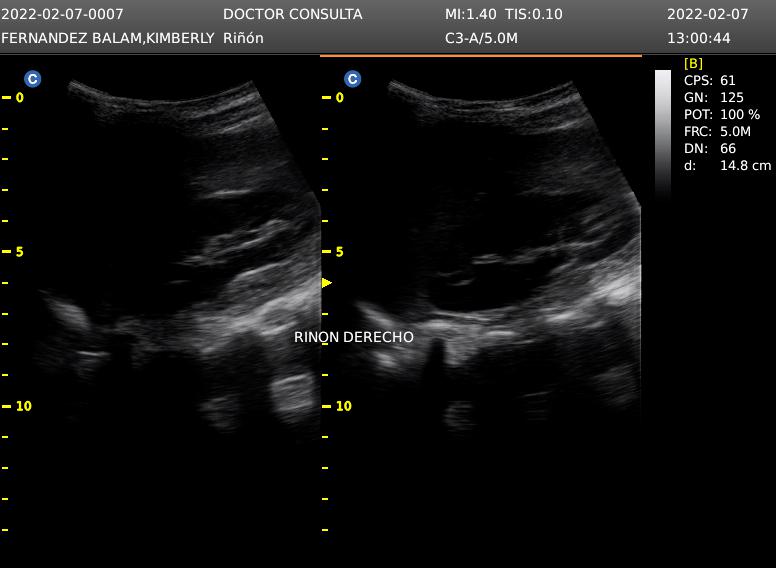 2022-02-07-0007 DOCTOR CONSULTA MI:1.40 TIS:0.10 2022-02-07
FERNANDEZ BALAM,KIMBERLY Riñón C3-A/5.0M 13:00:44
[B]
C C
0 0
CPS: 61
GN: 125
POT: 100 %
FRC: 5.0M
DN: 66
d: 14.8 cm
5 5
RINON DERECHO
10 10